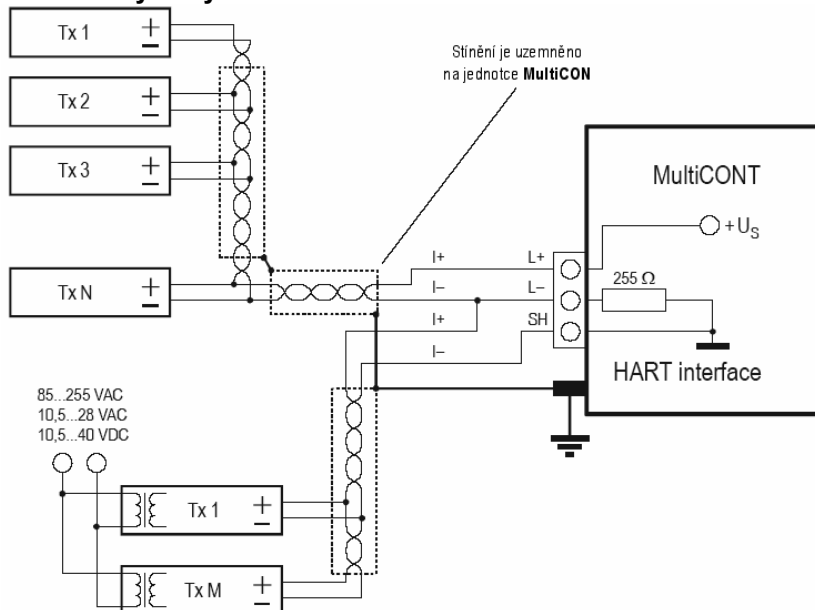 Tx 1
+
−
Tx 2
+
−
Tx 3
+
−
Tx N
+
−
Stínění je uzemněno
na jednotce MultiCON
MultiCONT
+ US
I+
L+
I−
L−
255 Ω
I+
SH
I−
HART interface
85...255 VAC
10,5...28 VAC
10,5...40 VDC
Tx 1
+
−
Tx M
+
−